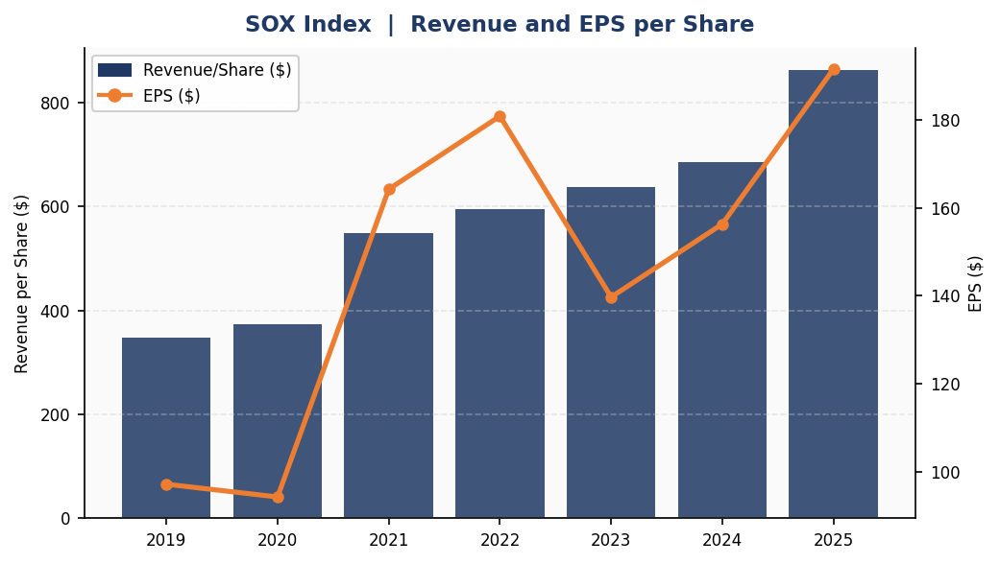 SOX Index | Revenue and EPS per Share
Revenue/Share ($)
EPS ($)
Revenue per Share ($)
800
600
400
200
0
180
160
140
120
100
EPS ($)
2019 2020 2021 2022 2023 2024 2025